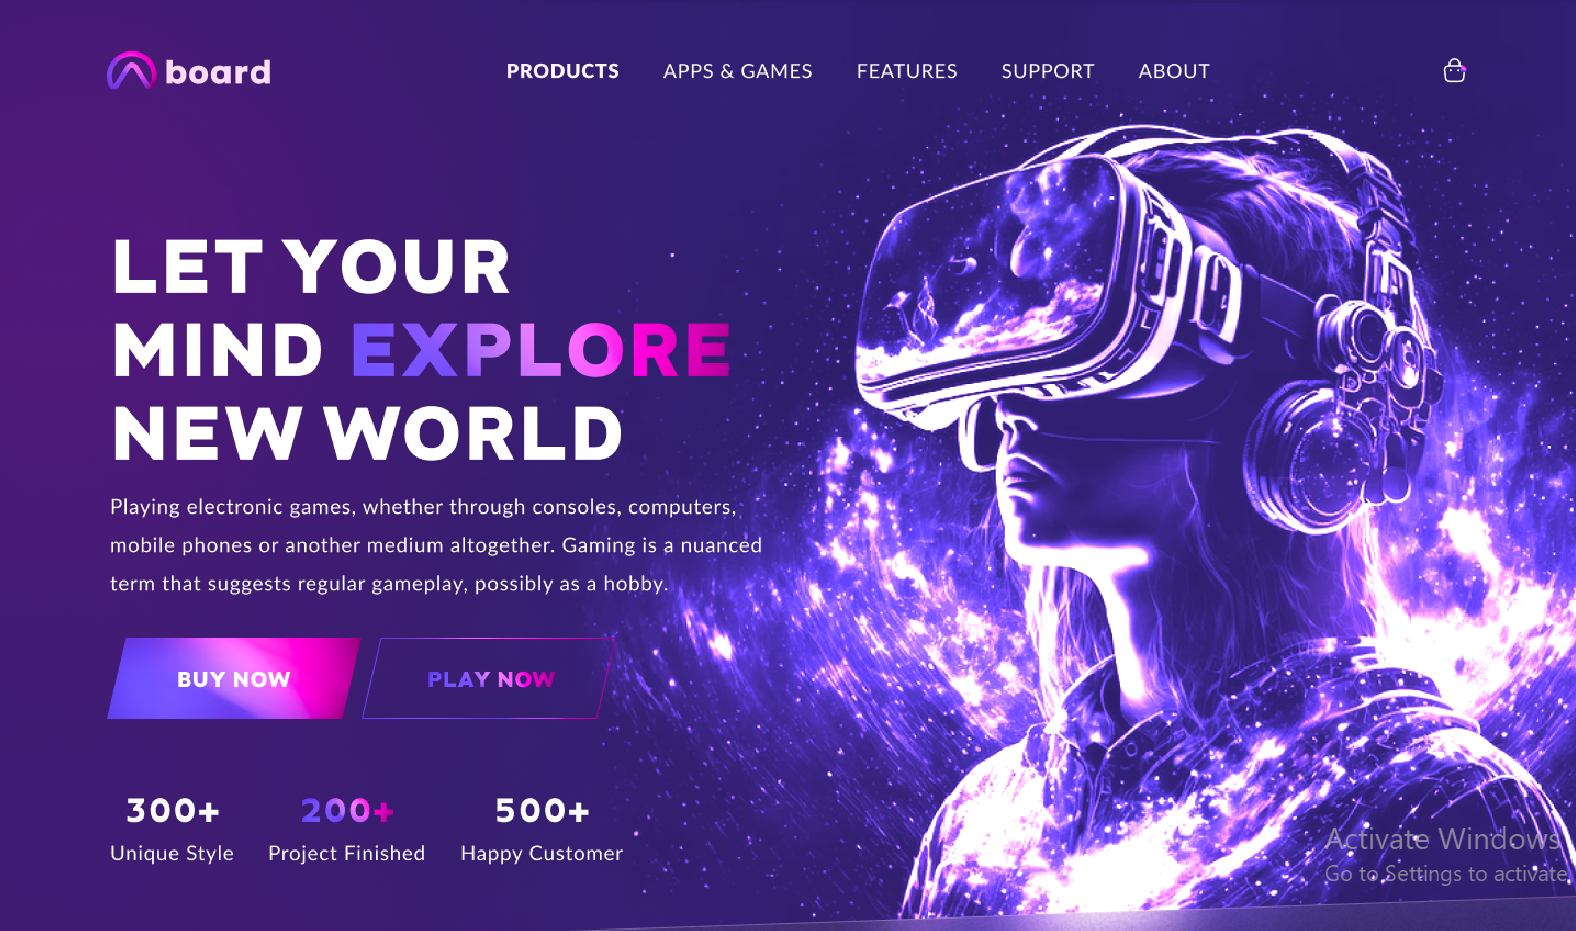 board
PRODUCTS APPS & GAMES FEATURES SUPPORT ABOUT
LET YOUR
MIND EXPLORE
NEW WORLD
Playing electronic games, whether through consoles, computers,
mobile phones or another medium altogether. Gaming is a nuanced
term that suggests regular gameplay, possibly as a hobby.
BUY NOW PLAY NOW
300+ 200+ 500+
Unique Style Project Finished Happy Customer
Activate Windows
Go to Settings to activate